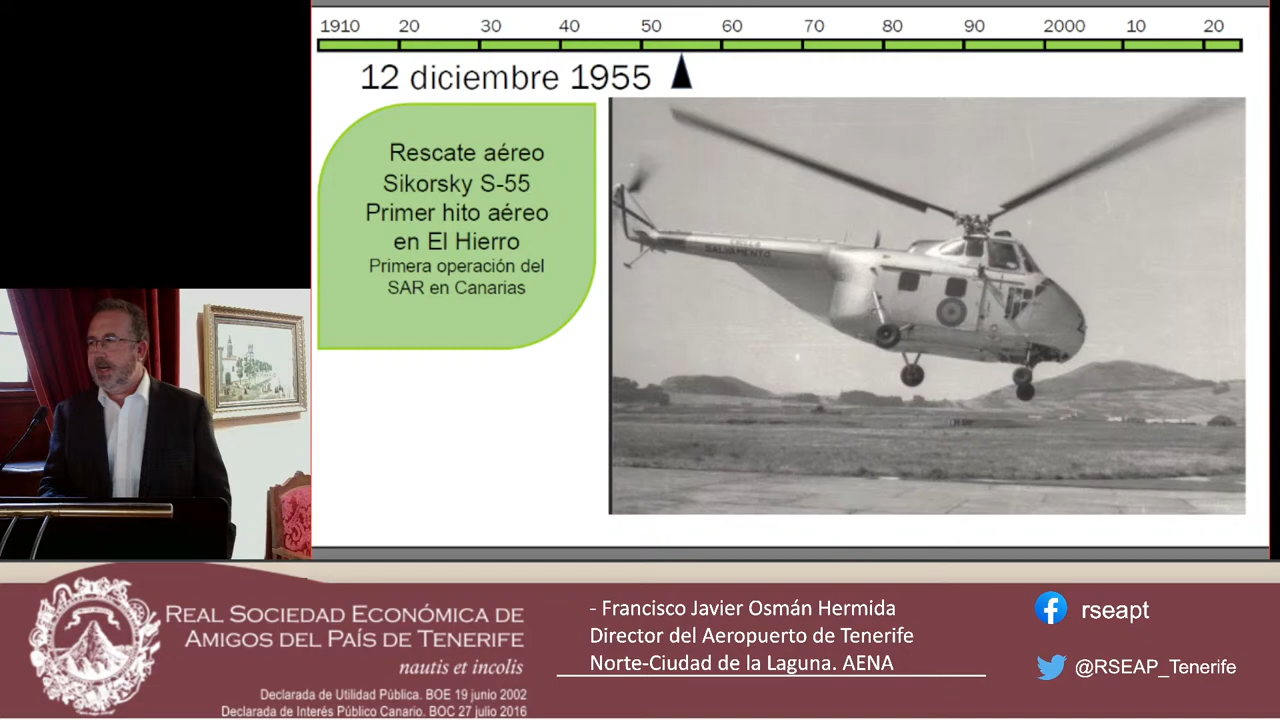 1910 20 30 40 50 60 70 80 90 2000 10 20
12 diciembre 1955
Rescate aéreo
Sikorsky S-55
Primer hito aéreo
en El Hierro
Primera operación del
SAR en Canarias
SALVAMENTO
REAL SOCIEDAD ECONÓMICA DE
AMIGOS DEL PAÍS DE TENERIFE
nautis et incolis
Declarada de Utilidad Pública. BOE 19 junio 2002
Declarada de Interés Público Canario. BOC 27 julio 2016
- Francisco Javier Osmán Hermida
Director del Aeropuerto de Tenerife
Norte-Ciudad de la Laguna. AENA
rseapt
@RSEAP_Tenerife